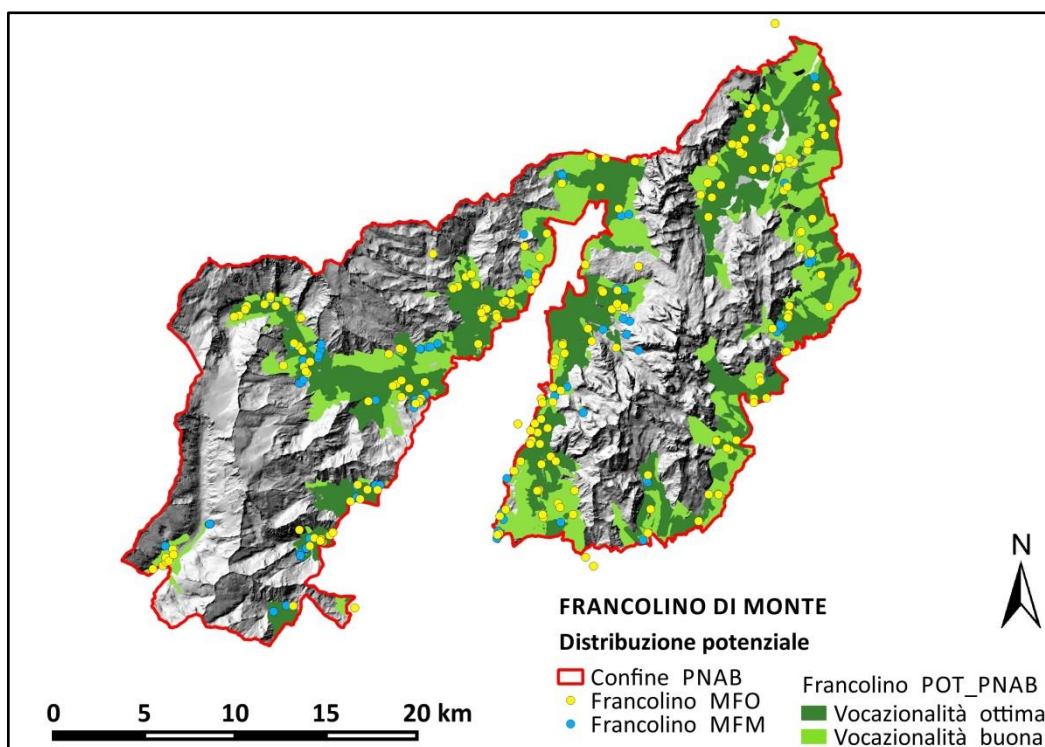 N
FRANCOLINO DI MONTE
Distribuzione potenziale
Confine PNAB
Francolino MFO
Francolino MFM
Francolino POT_PNAB
Vocazionalità ottima
Vocazionalità buona
0 5 10 15 20 km